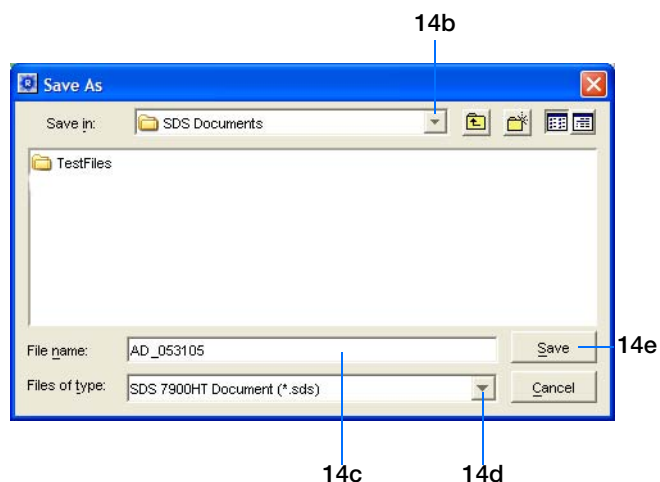 14b
Save As
Save in:
SDS Documents
TestFiles
File name:
AD_053105
Save
14e
Files of type:
SDS 7900HT Document (*.sds)
Cancel
14c
14d